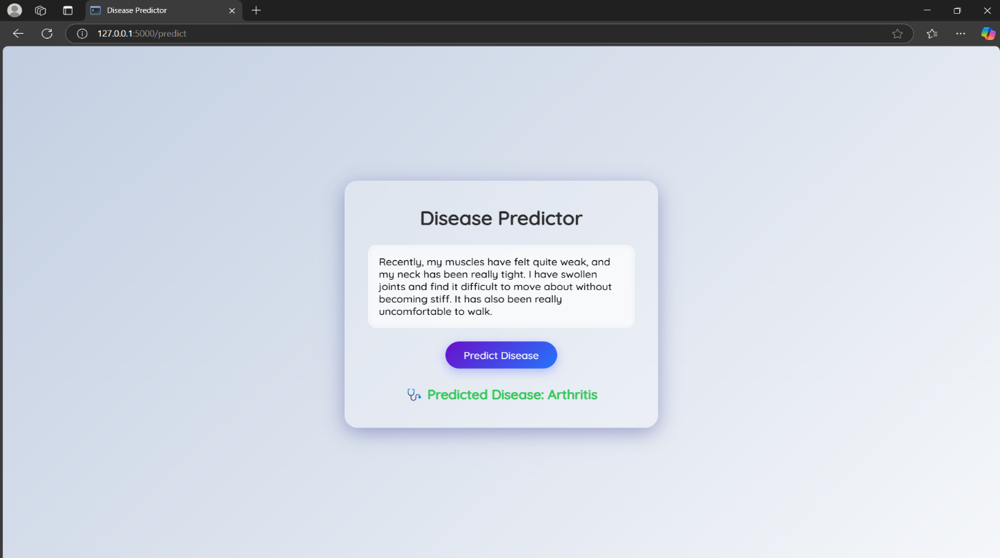 Disease Predictor
127.0.0.1:5000/predict
Disease Predictor
Recently, my muscles have felt quite weak, and
my neck has been really tight. I have swollen
joints and find it difficult to move about without
becoming stiff. It has also been really
uncomfortable to walk.
Predict Disease
Predicted Disease: Arthritis